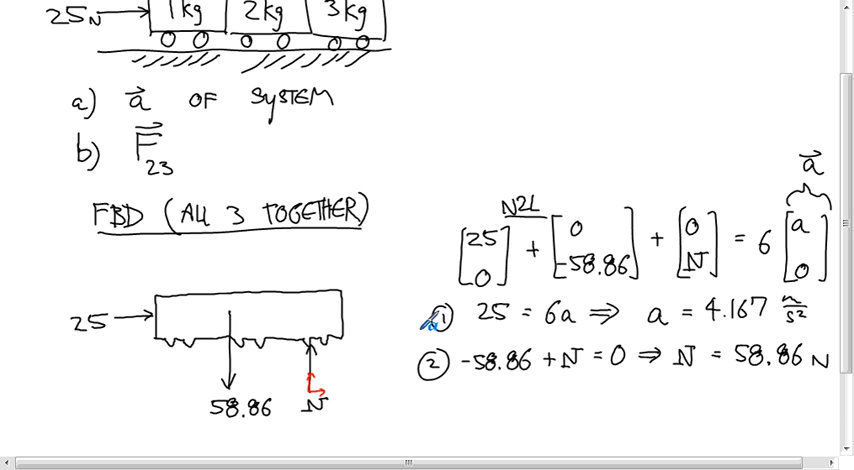 25N → 1kg 2kg 3kg
a) a⃗ OF SYSTEM
b) F⃗23
FBD (ALL 3 TOGETHER)
25 →
58.86 N
a⃗
N2L
[25 0] + [0 -58.86] + [0 N] = 6 [a 0]
① 25 = 6a ⇒ a = 4.167 m/s²
② -58.86 + N = 0 ⇒ N = 58.86 N